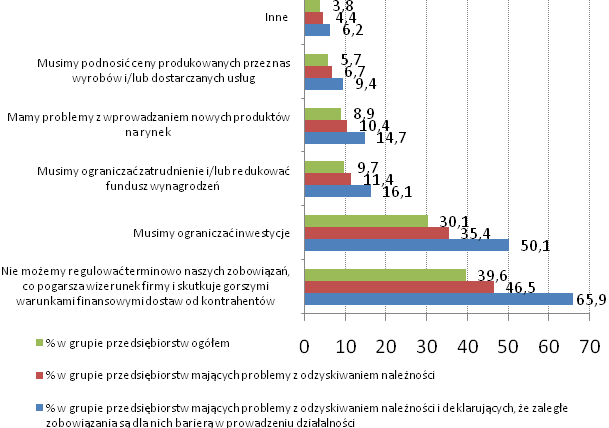 Inne
3,8
4,4
6,2
Musimy podnosić ceny produkowanych przez nas
wyrobów i/lub dostarczanych usług
5,7
6,7
9,4
Mamy problemy z wprowadzaniem nowych produktów
na rynek
8,9
10,4
14,7
Musimy ograniczać zatrudnienie i/lub redukować
fundusz wynagrodzeń
9,7
11,4
16,1
Musimy ograniczać inwestycje
30,1
35,4
50,1
Nie możemy regulować terminowo naszych zobowiązań,
co pogarsza wizerunek firmy i skutkuje gorszymi
warunkami finansowymi dostaw od kontrahentów
39,6
46,5
65,9
0 10 20 30 40 50 60 70
% w grupie przedsiębiorstw ogółem
% w grupie przedsiębiorstw mających problemy z odzyskiwaniem należności
% w grupie przedsiębiorstw mających problemy z odzyskiwaniem należności i deklarujących, że zaległe
zobowiązania są dla nich barierą w prowadzeniu działalności